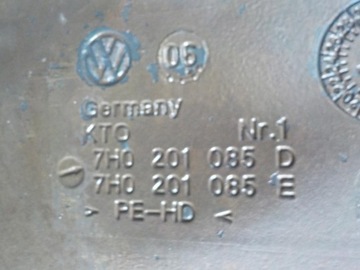 06
Germany
KTO Nr.1
7H0 201 085 D
7H0 201 085 E
> PE-HD <